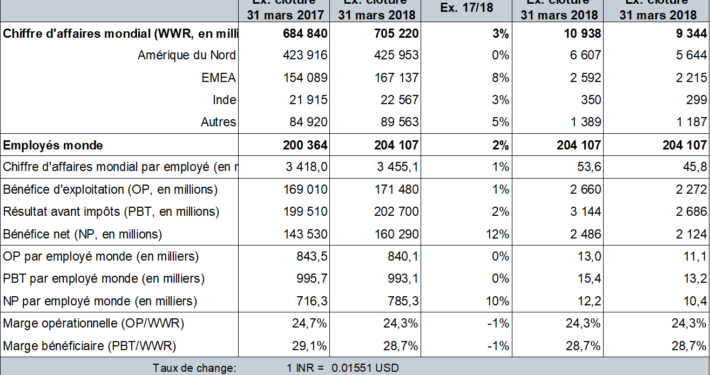 Ex. clôture Ex. clôture Ex. clôture Ex. clôture
31 mars 2017 31 mars 2018 Ex. 17/18 31 mars 2018 31 mars 2018
Chiffre d'affaires mondial (WWR, en milli 684 840 705 220 3% 10 938 9 344
Amérique du Nord 423 916 425 953 0% 6 607 5 644
EMEA 154 089 167 137 8% 2 592 2 215
Inde 21 915 22 567 3% 350 299
Autres 84 920 89 563 5% 1 389 1 187
Employés monde 200 364 204 107 2% 204 107 204 107
Chiffre d'affaires mondial par employé (en r 3 418,0 3 455,1 1% 53,6 45,8
Bénéfice d'exploitation (OP, en millions) 169 010 171 480 1% 2 660 2 272
Résultat avant impôts (PBT, en millions) 199 510 202 700 2% 3 144 2 686
Bénéfice net (NP, en millions) 143 530 160 290 12% 2 486 2 124
OP par employé monde (en milliers) 843,5 840,1 0% 13,0 11,1
PBT par employé monde (en milliers) 995,7 993,1 0% 15,4 13,2
NP par employé monde (en milliers) 716,3 785,3 10% 12,2 10,4
Marge opérationnelle (OP/WWR) 24,7% 24,3% -1% 24,3% 24,3%
Marge bénéficiaire (PBT/WWR) 29,1% 28,7% -1% 28,7% 28,7%
Taux de change: 1 INR = 0.01551 USD